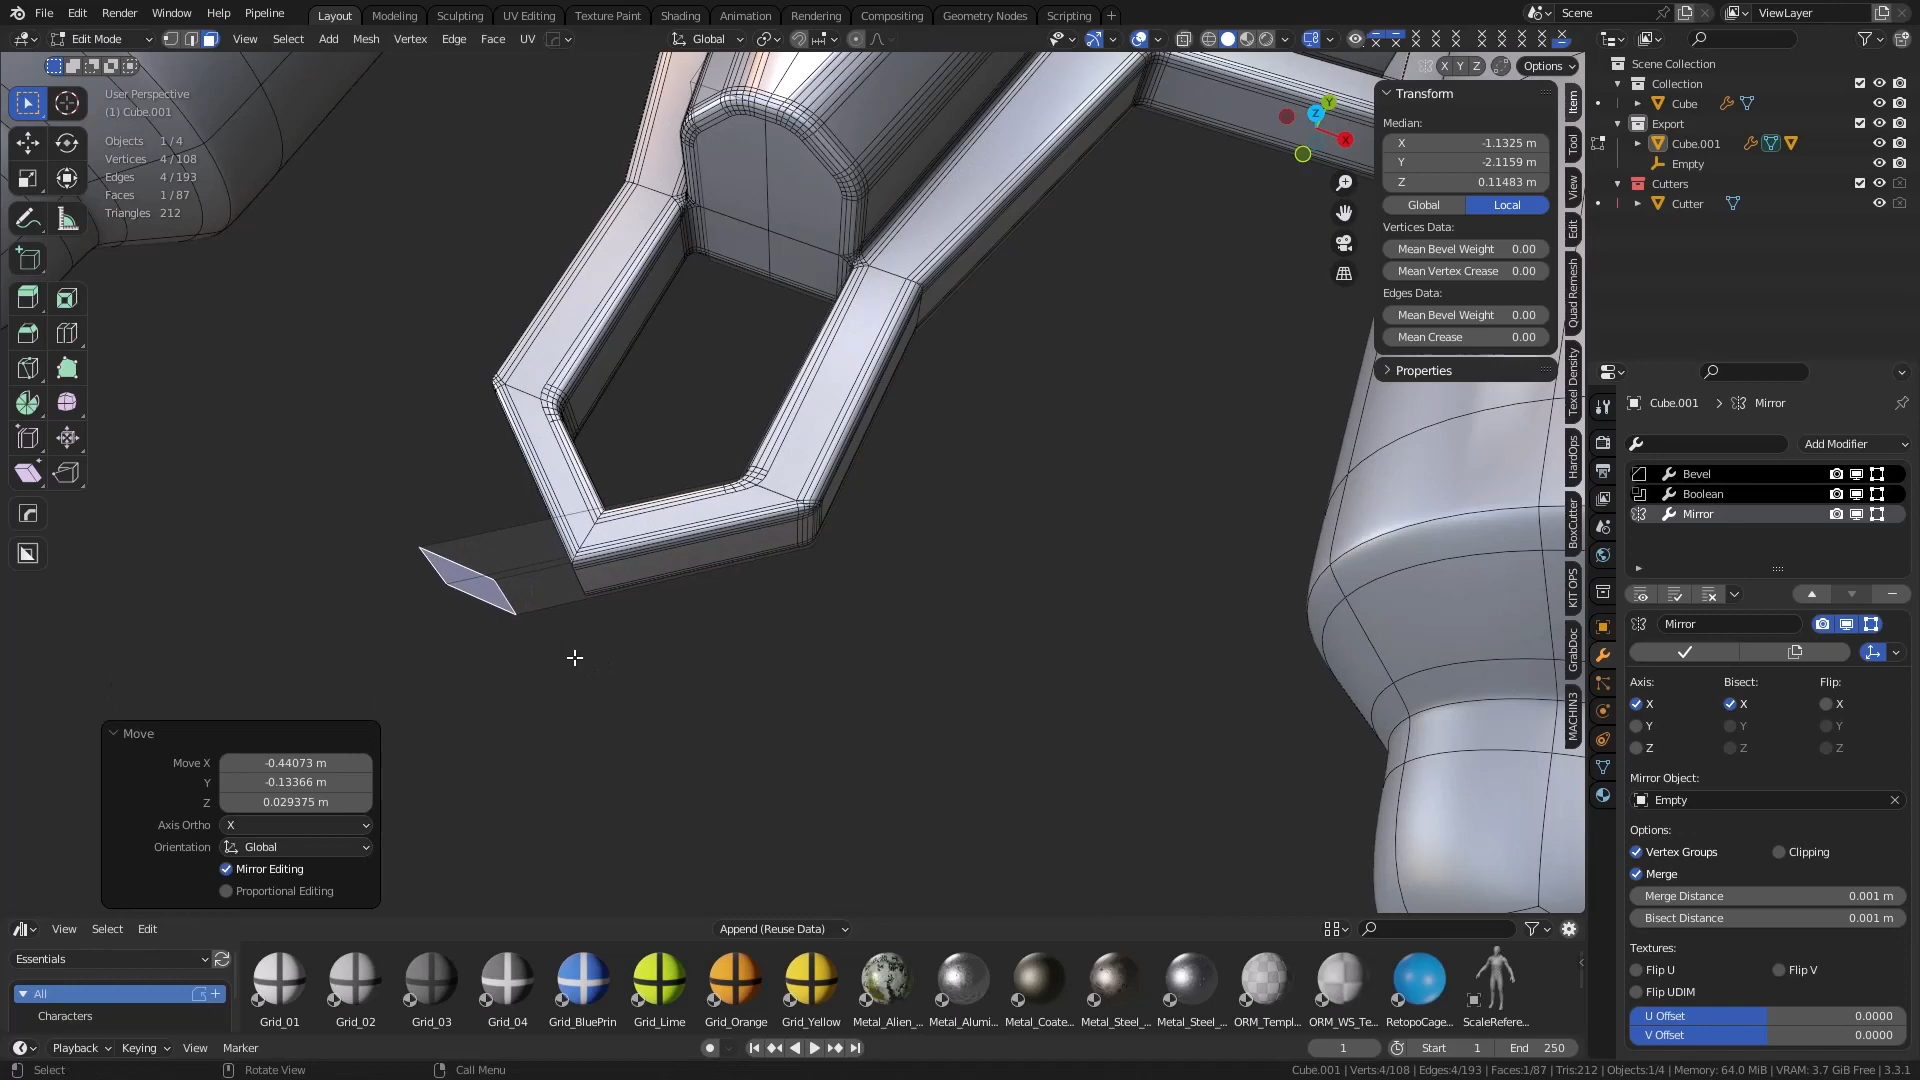 File Edit Render Window Help Pipeline Layout Modeling Sculpting UV Editing Texture Paint Shading Animation Rendering Compositing Geometry Nodes Scripting + Scene ViewLayer
Edit Mode View Select Add Mesh Vertex Edge Face UV Global
X Y Z Options
User Perspective
(1) Cube.001
Objects 1/4
Vertices 4/108
Edges 4/193
Faces 1/87
Triangles 212
Z
Y
X
Transform
Median:
X -1.1325 m
Y -2.1159 m
Z 0.11483 m
Global Local
Vertices Data:
Mean Bevel Weight 0.00
Mean Vertex Crease 0.00
Edges Data:
Mean Bevel Weight 0.00
Mean Crease 0.00
Properties
Item
Tool
View
Edit
Quad Remesh
Texel Density
HardOps
BoxCutter
KIT OPS
GrabDoc
MACHIN3
Scene Collection
Collection
Cube
Export
Cube.001
Empty
Cutters
Cutter
Cube.001 > Mirror
Add Modifier
Bevel
Boolean
Mirror
Mirror
Axis: Bisect: Flip:
X X X
Y Y Y
Z Z Z
Mirror Object:
Empty
Options:
Vertex Groups Clipping
Merge
Merge Distance 0.001 m
Bisect Distance 0.001 m
Textures:
Flip U Flip V
Flip UDIM
U Offset 0.0000
V Offset 0.0000
Move
Move X -0.44073 m
Y -0.13366 m
Z 0.029375 m
Axis Ortho X
Orientation Global
Mirror Editing
Proportional Editing
View Select Edit Append (Reuse Data)
Essentials
All
Characters
Grid_01 Grid_02 Grid_03 Grid_04 Grid_BluePrin Grid_Lime Grid_Orange Grid_Yellow Metal_Alien_... Metal_Alumi... Metal_Coate... Metal_Steel_... Metal_Steel_... ORM_Templ... ORM_WS_Te... RetopoCage... ScaleRefere...
Playback Keying View Marker 1 Start 1 End 250
Select Rotate View Call Menu Cube.001 | Verts:4/108 | Edges:4/193 | Faces:1/87 | Tris:212 | Objects:1/4 | Memory: 64.0 MiB | VRAM: 3.7 GiB Free | 3.3.1